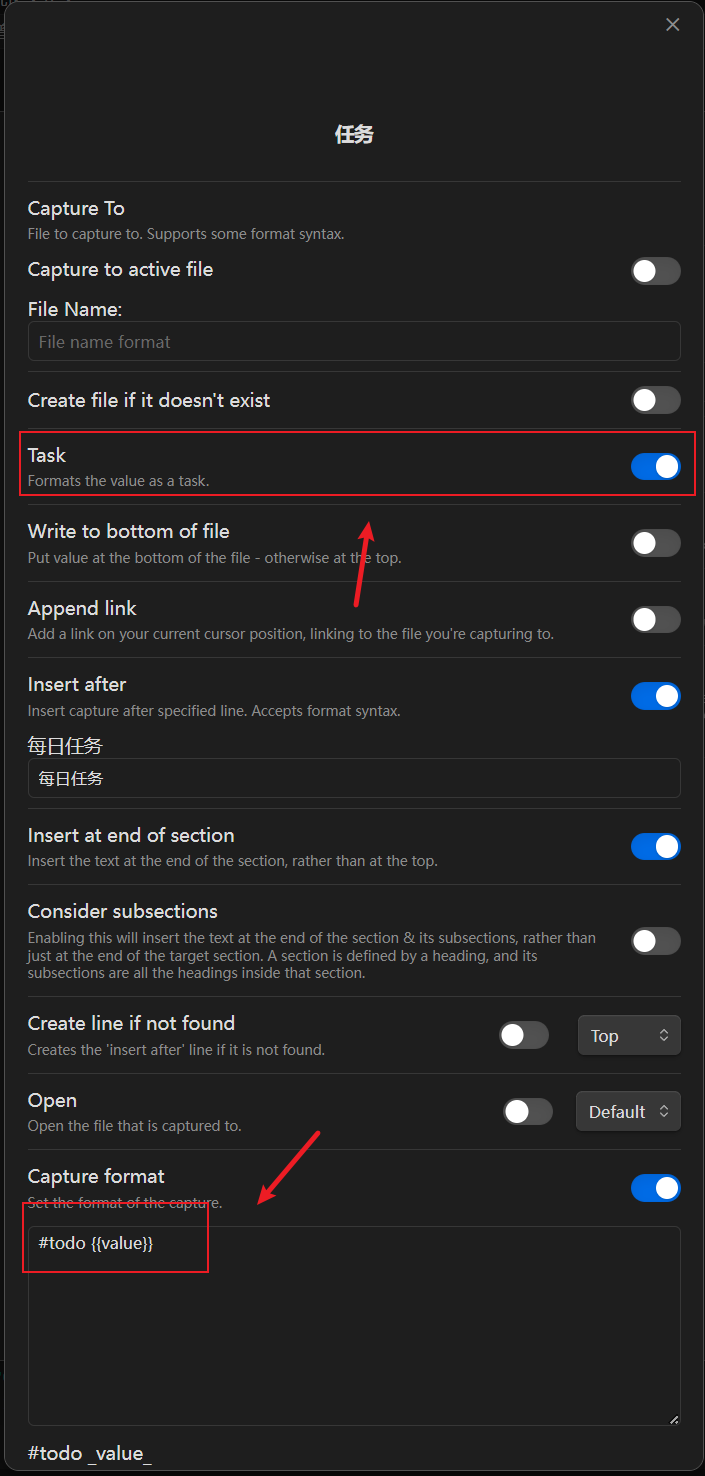 任务
Capture To
File to capture to. Supports some format syntax.
Capture to active file
File Name:
File name format
Create file if it doesn't exist
Task
Formats the value as a task.
Write to bottom of file
Put value at the bottom of the file - otherwise at the top.
Append link
Add a link on your current cursor position, linking to the file you're capturing to.
Insert after
Insert capture after specified line. Accepts format syntax.
每日任务
每日任务
Insert at end of section
Insert the text at the end of the section, rather than at the top.
Consider subsections
Enabling this will insert the text at the end of the section & its subsections, rather than
just at the end of the target section. A section is defined by a heading, and its
subsections are all the headings inside that section.
Create line if not found
Creates the 'insert after' line if it is not found.
Top
Open
Open the file that is captured to.
Default
Capture format
Set the format of the capture.
#todo {{value}}
#todo _value_